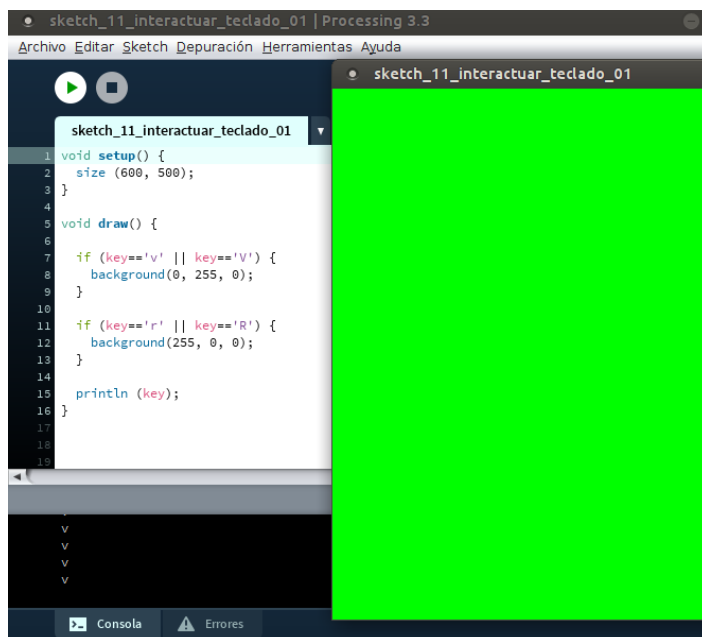 sketch_11_interactuar_teclado_01 | Processing 3.3
Archivo Editar Sketch Depuración Herramientas Ayuda
sketch_11_interactuar_teclado_01
sketch_11_interactuar_teclado_01
1 void setup() {
2 size (600, 500);
3 }
4
5 void draw() {
6
7 if (key=='v' || key=='V') {
8 background(0, 255, 0);
9 }
10
11 if (key=='r' || key=='R') {
12 background(255, 0, 0);
13 }
14
15 println (key);
16 }
17
18
19
v
v
v
v
Consola Errores